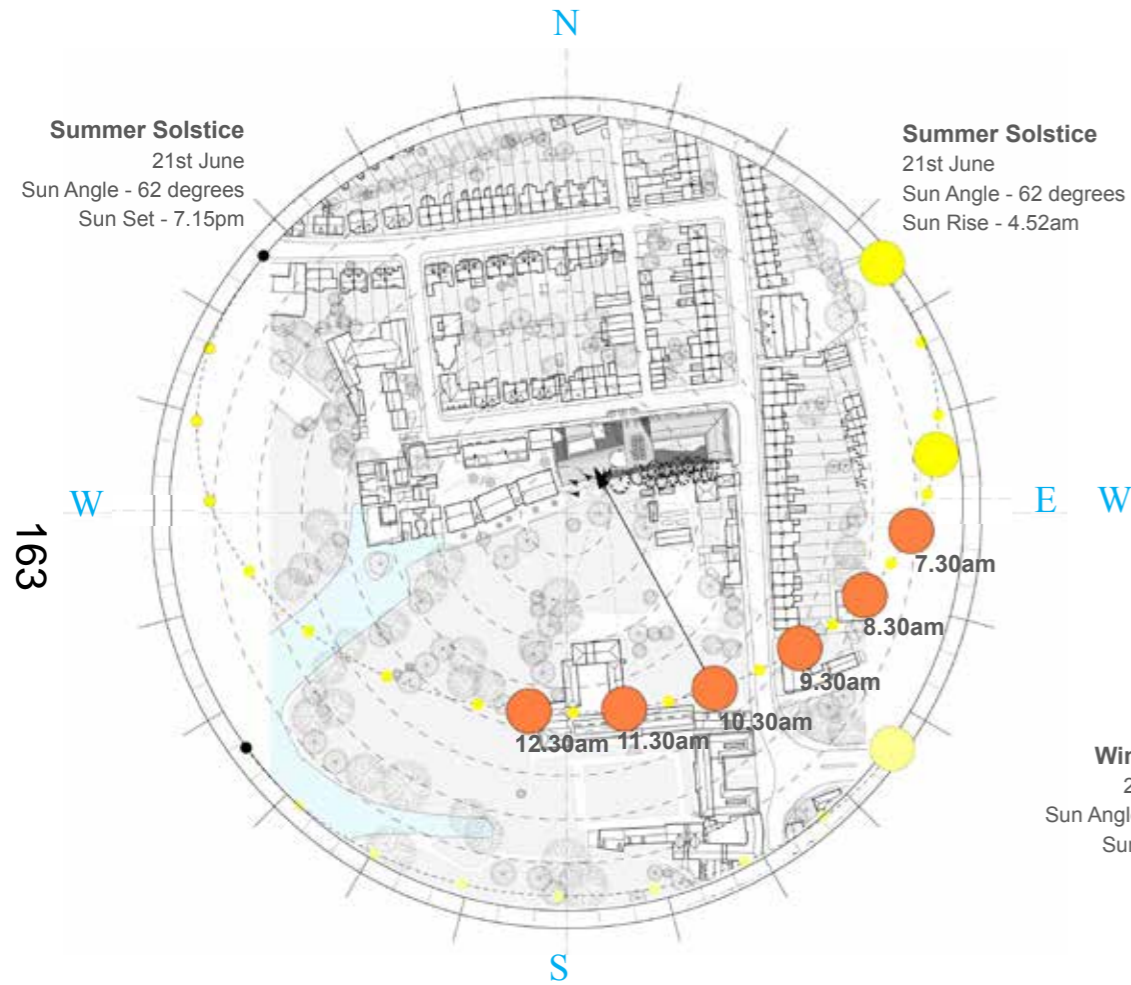 N
Summer Solstice
21st June
Sun Angle - 62 degrees
Sun Set - 7.15pm
Summer Solstice
21st June
Sun Angle - 62 degrees
Sun Rise - 4.52am
W
E
W
163
7.30am
8.30am
9.30am
10.30am
11.30am
12.30am
Sun
S